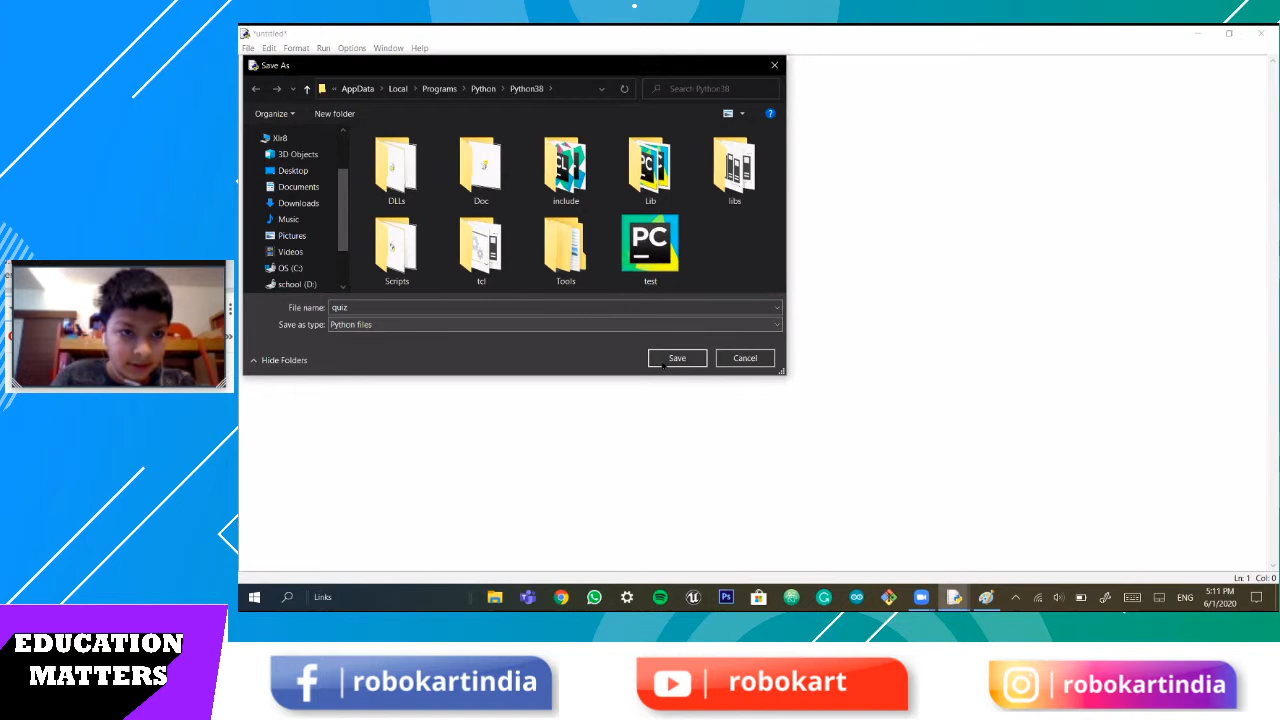 *untitled*
File Edit Format Run Options Window Help
Save As
« AppData > Local > Programs > Python > Python38 >
Search Python38
Organize
New folder
Xlr8
3D Objects
Desktop
Documents
Downloads
Music
Pictures
Videos
OS (C:)
school (D:)
DLLs
Doc
include
Lib
libs
Scripts
tcl
Tools
PC
test
File name: quiz
Save as type: Python files
Hide Folders
Save
Cancel
Ln: 1 Col: 0
Links
Ps
ENG
5:11 PM
6/1/2020
EDUCATION
MATTERS
f | robokartindia
| robokart
| robokartindia